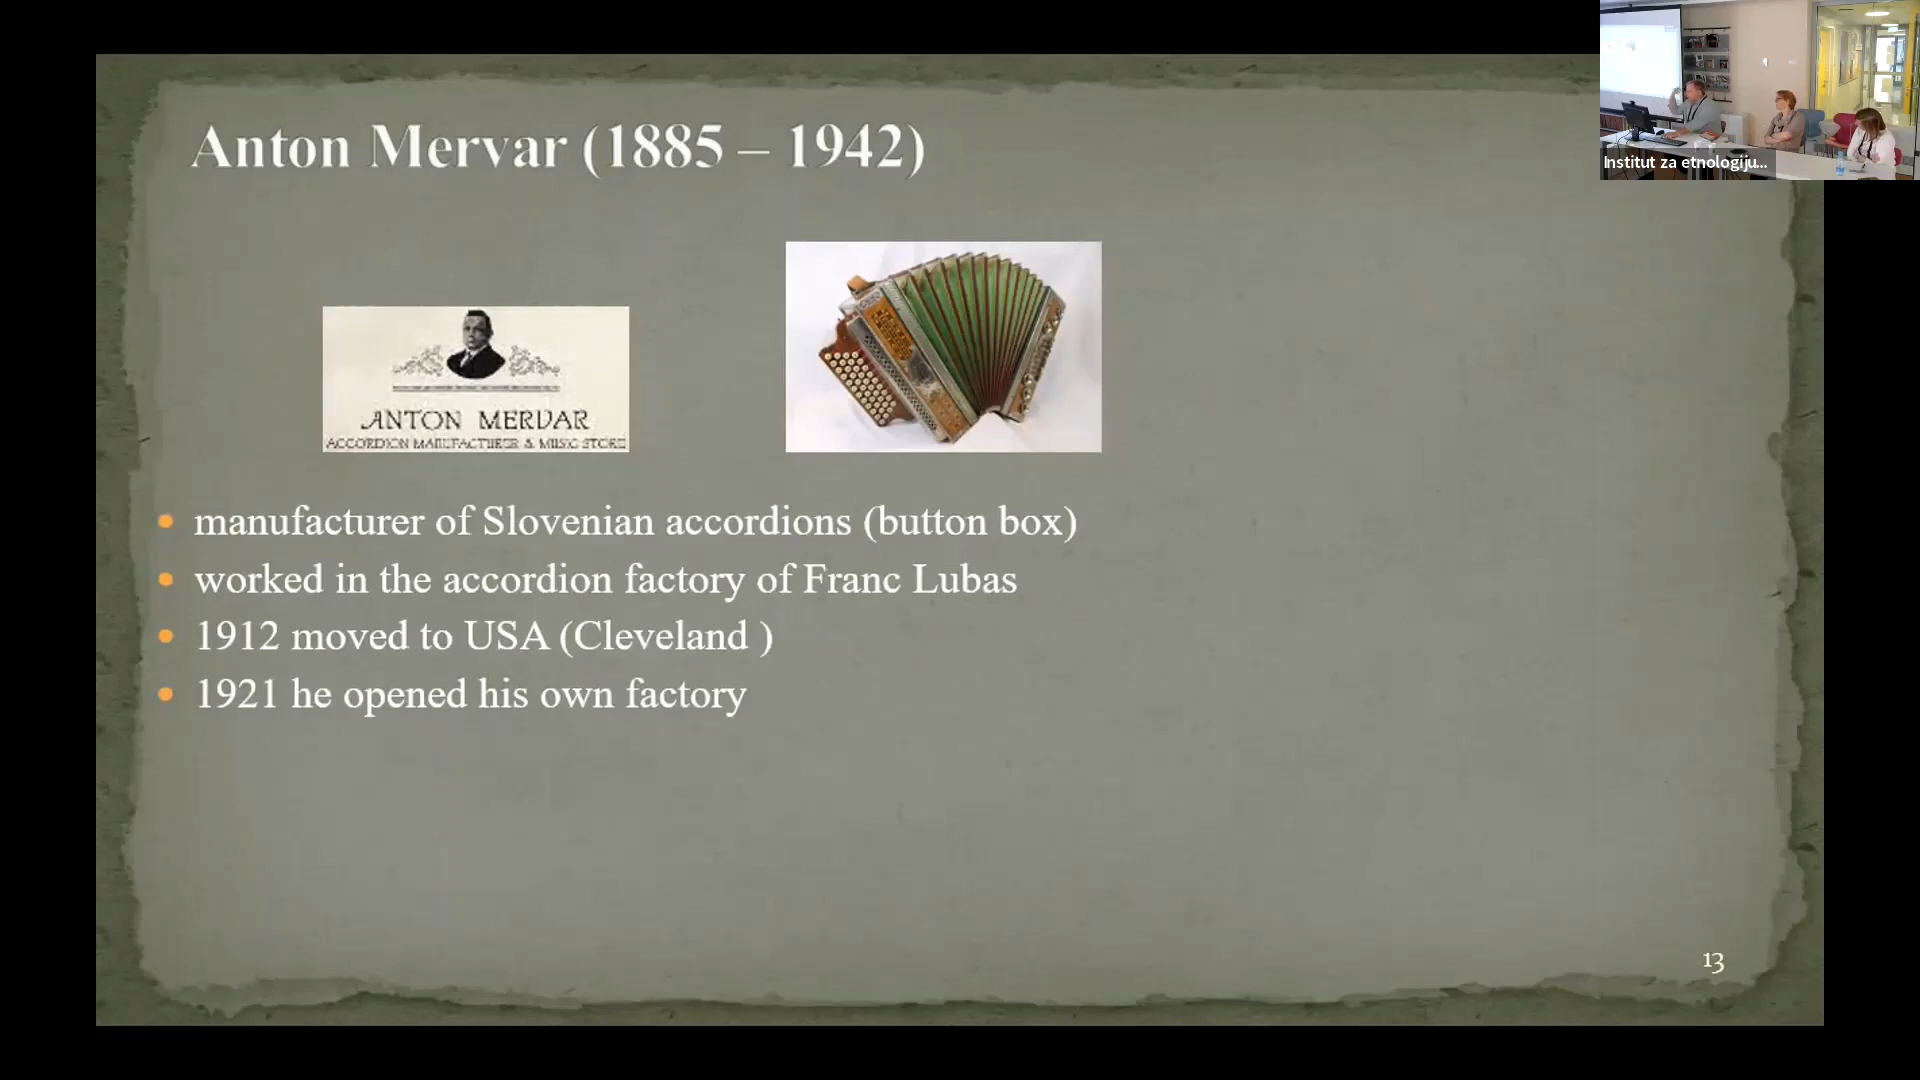 Anton Mervar (1885 – 1942)
Institut za etnologiju...
ANTON MERVAR
ACCORDION MANUFACTURER & MUSIC STORE
• manufacturer of Slovenian accordions (button box)
• worked in the accordion factory of Franc Lubas
• 1912 moved to USA (Cleveland )
• 1921 he opened his own factory
13